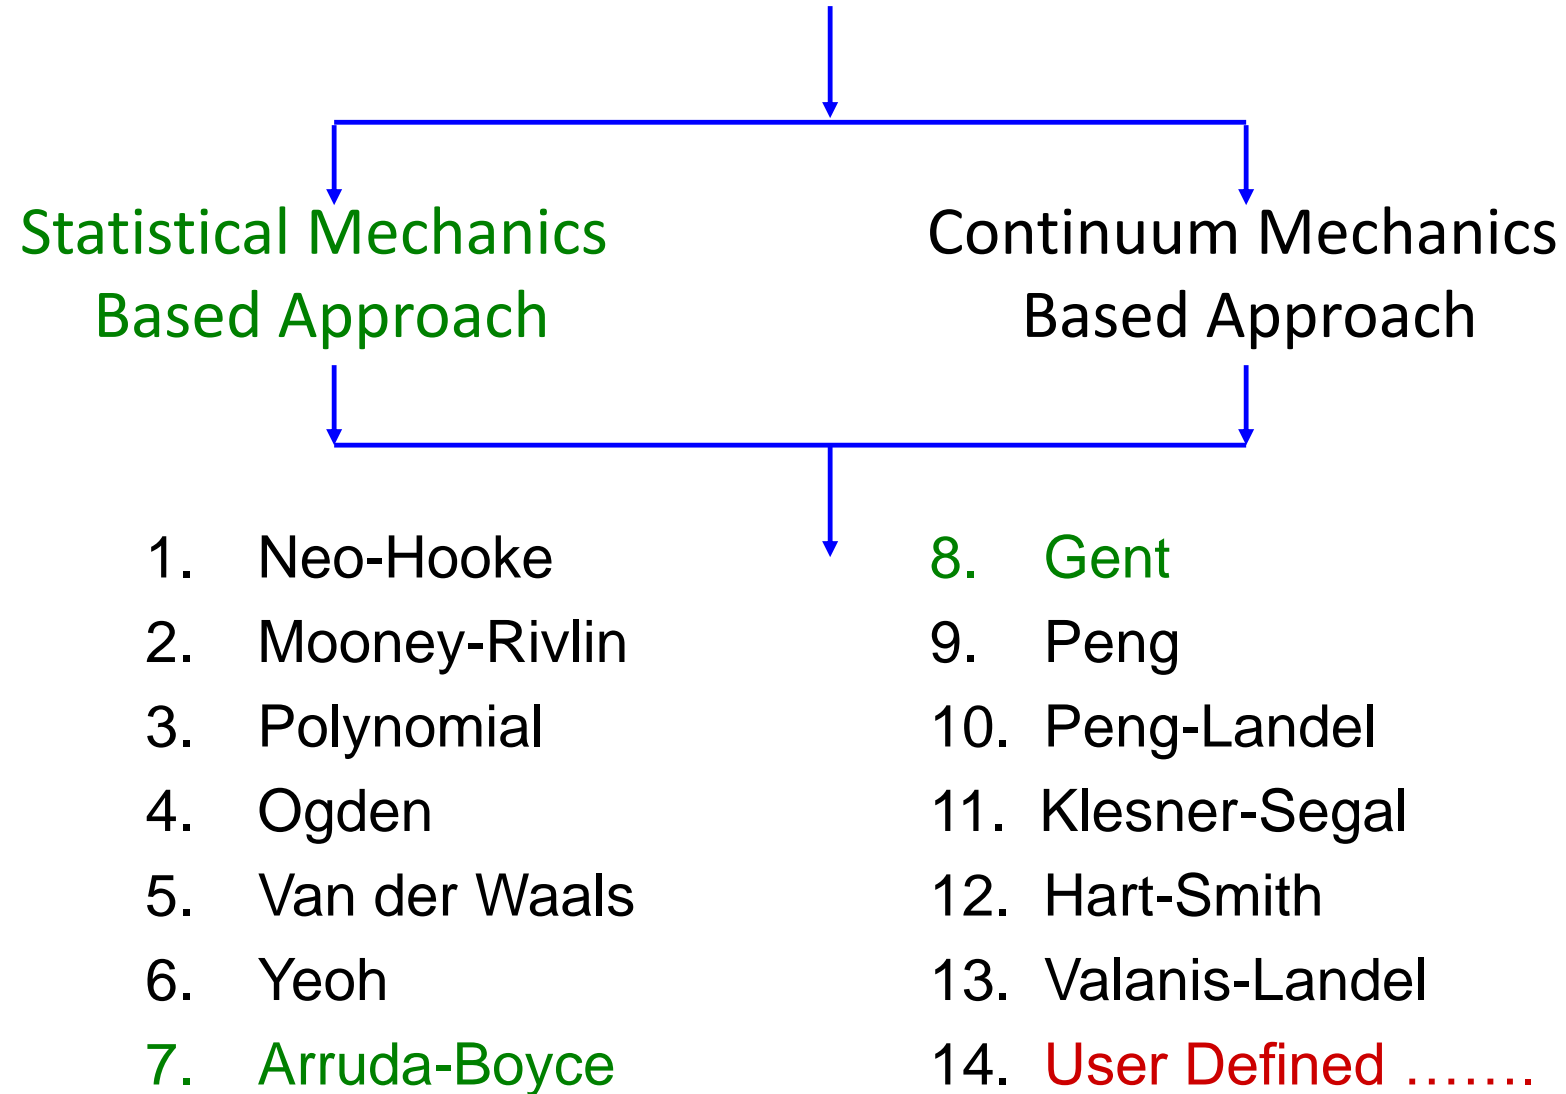 Statistical Mechanics
Based Approach
Continuum Mechanics
Based Approach
1. Neo-Hooke
2. Mooney-Rivlin
3. Polynomial
4. Ogden
5. Van der Waals
6. Yeoh
7. Arruda-Boyce
8. Gent
9. Peng
10. Peng-Landel
11. Klesner-Segal
12. Hart-Smith
13. Valanis-Landel
14. User Defined …….